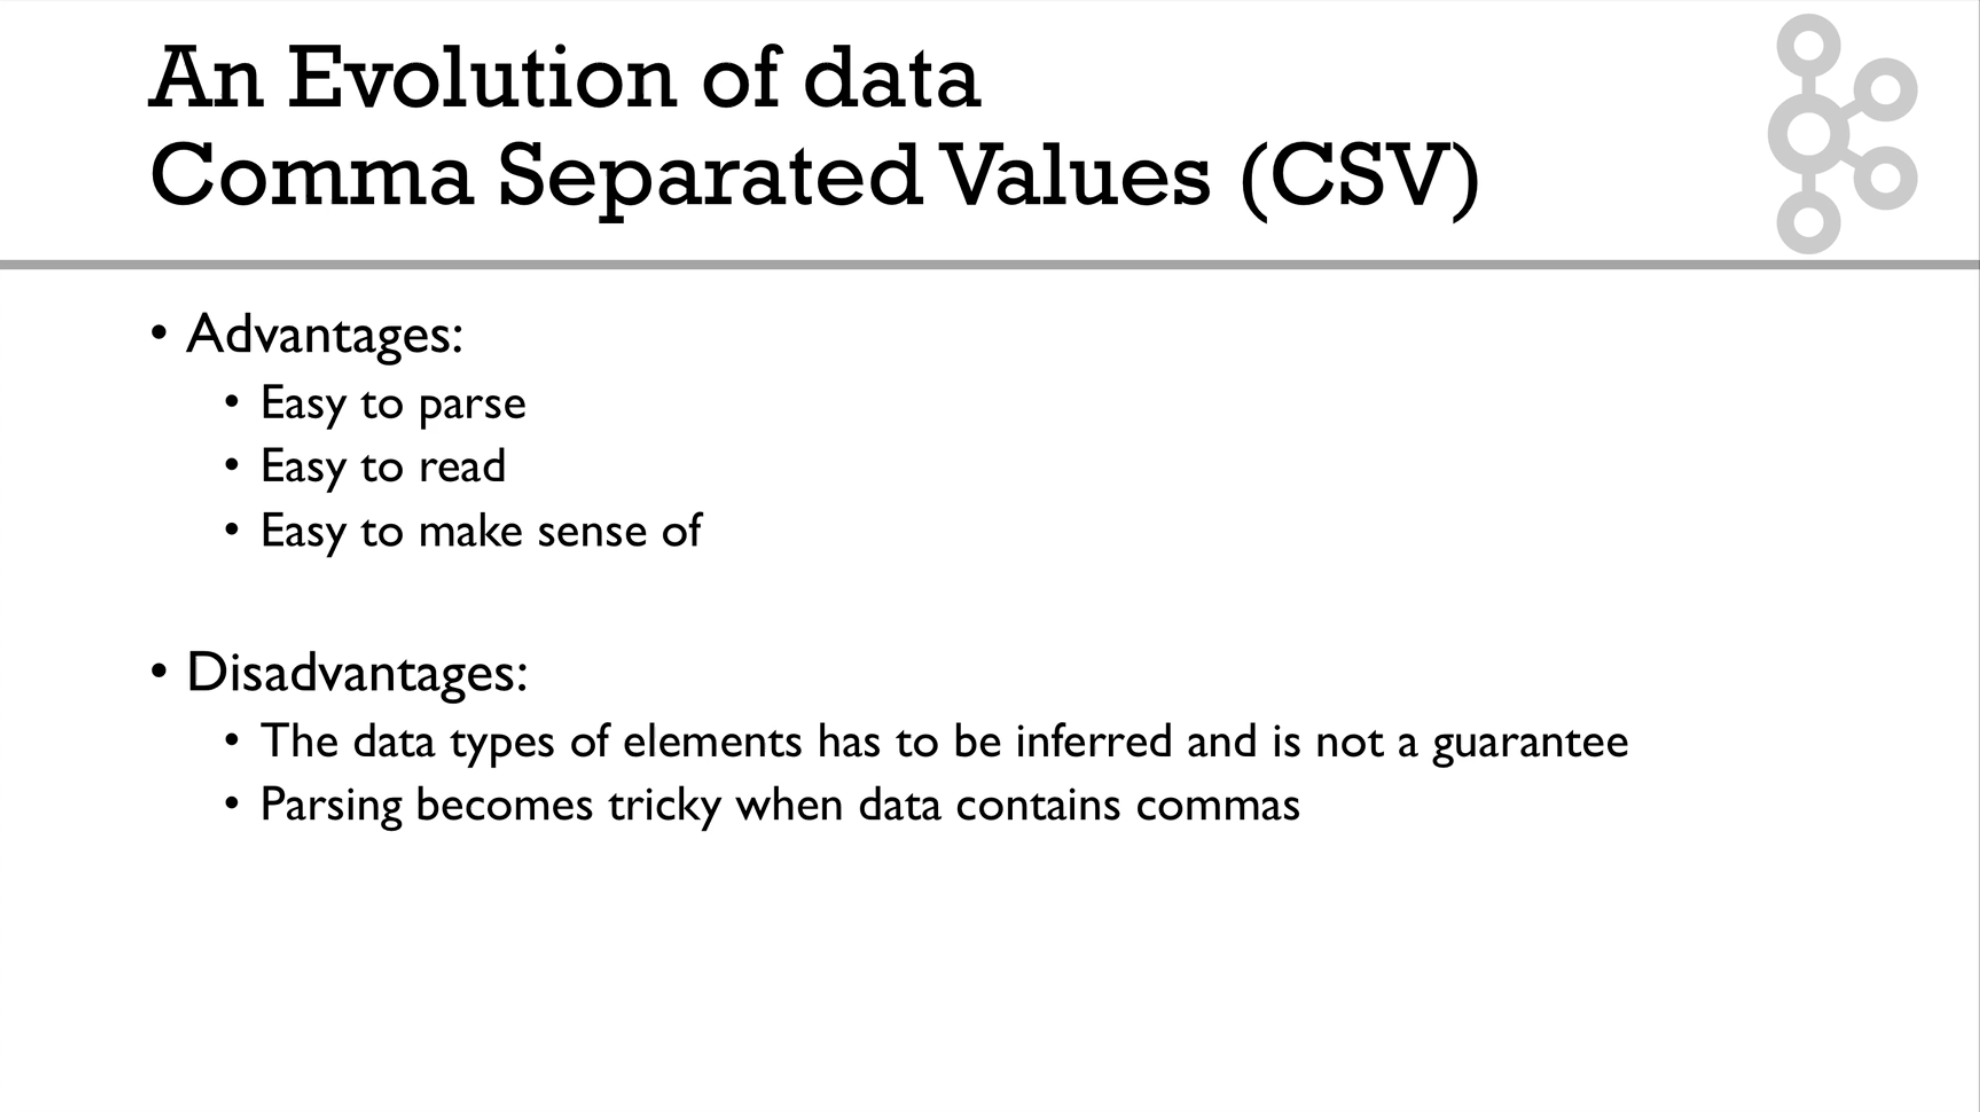 An Evolution of data
Comma Separated Values (CSV)
• Advantages:
• Easy to parse
• Easy to read
• Easy to make sense of
• Disadvantages:
• The data types of elements has to be inferred and is not a guarantee
• Parsing becomes tricky when data contains commas